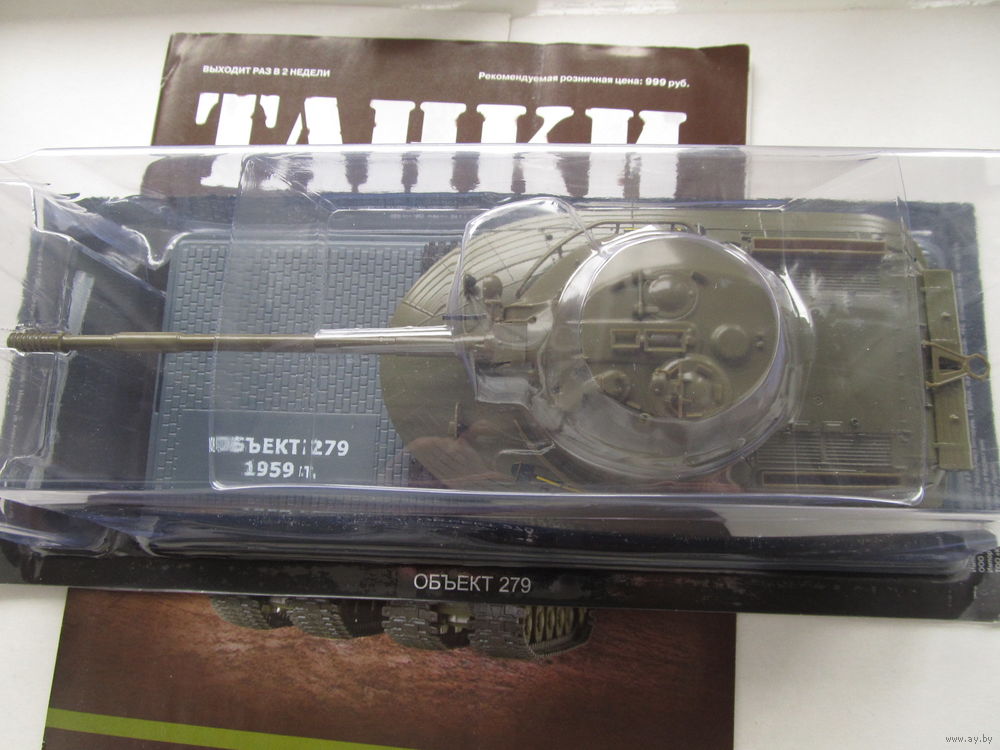 ВЫХОДИТ РАЗ В 2 НЕДЕЛИ
Рекомендуемая розничная цена: 999 руб.
ТАНКИ
ОБЪЕКТ 279
1959 г.
ОБЪЕКТ 279
www.ay.by